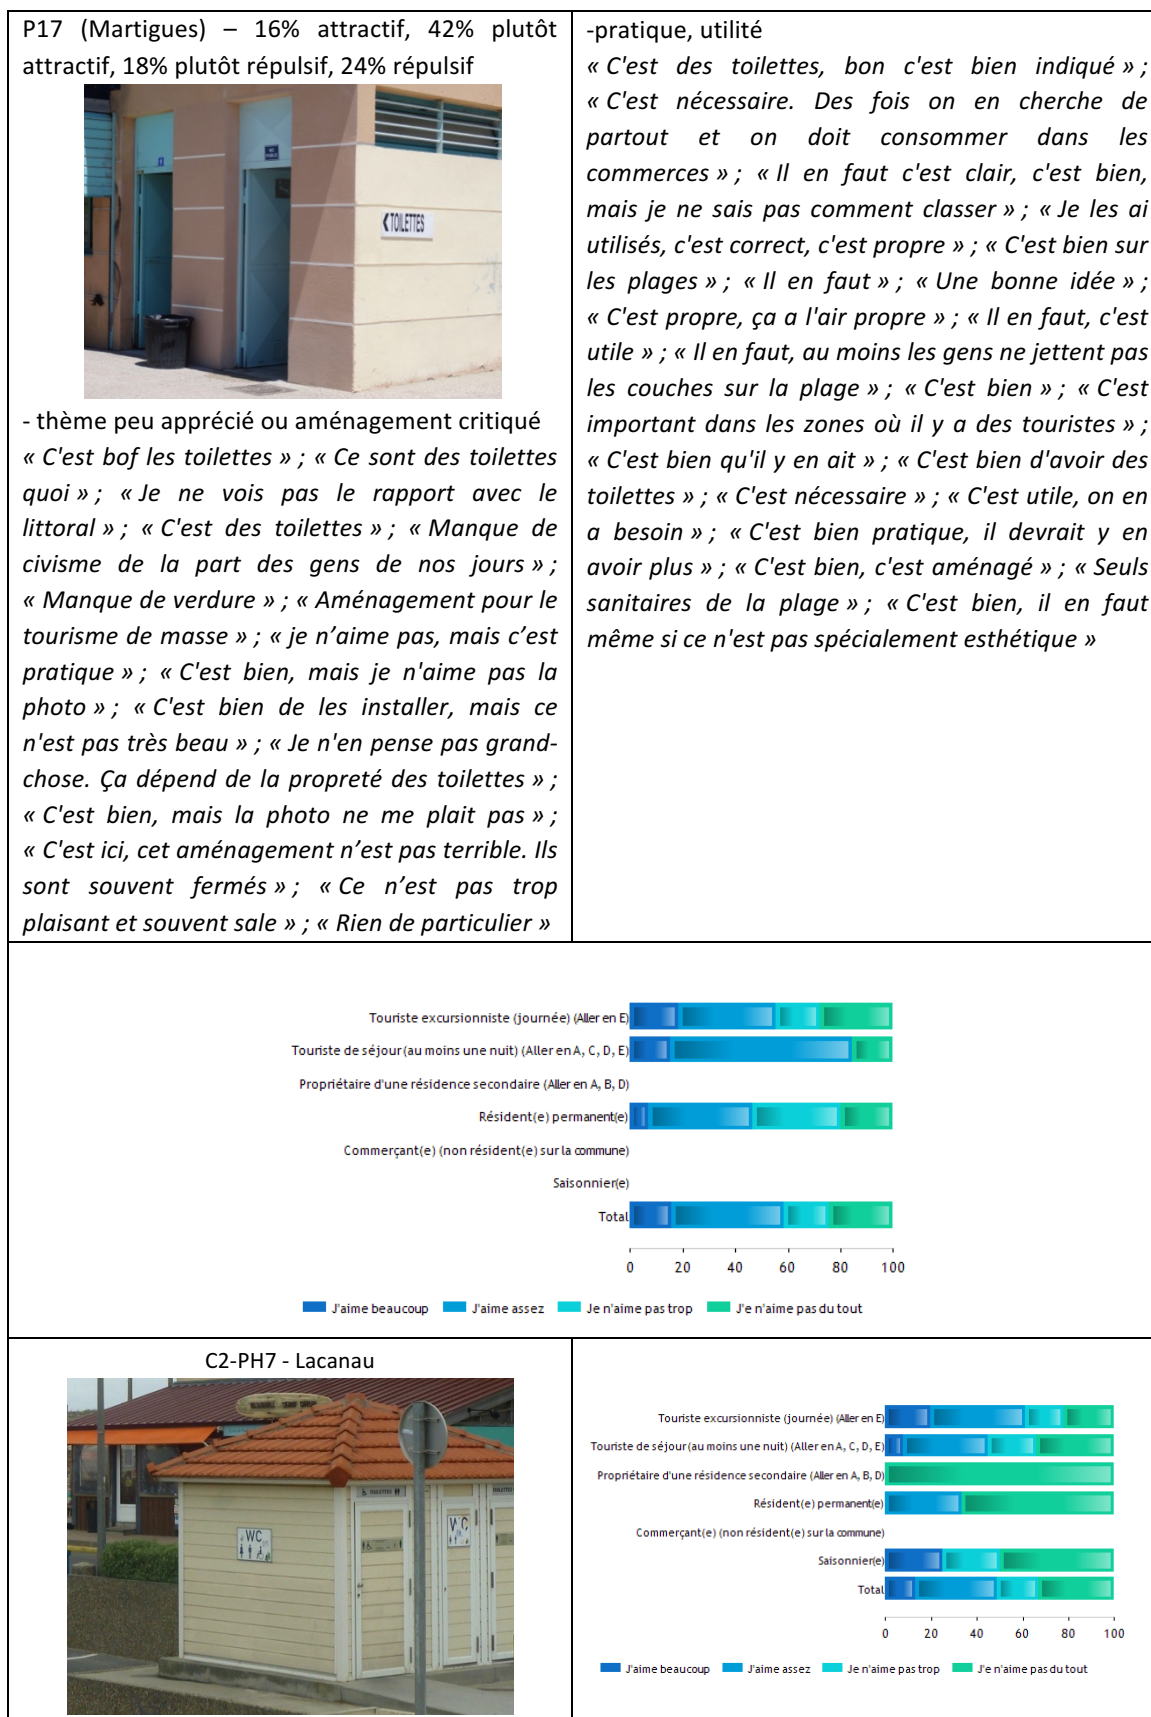 P17 (Martigues) – 16% attractif, 42% plutôt
attractif, 18% plutôt répulsif, 24% répulsif
WC
TOILETTES
- thème peu apprécié ou aménagement critiqué
« C'est bof les toilettes » ; « Ce sont des toilettes
quoi » ; « Je ne vois pas le rapport avec le
littoral » ; « C'est des toilettes » ; « Manque de
civisme de la part des gens de nos jours » ;
« Manque de verdure » ; « Aménagement pour le
tourisme de masse » ; « je n’aime pas, mais c’est
pratique » ; « C'est bien, mais je n'aime pas la
photo » ; « C'est bien de les installer, mais ce
n'est pas très beau » ; « Je n'en pense pas grand-
chose. Ça dépend de la propreté des toilettes » ;
« C'est bien, mais la photo ne me plait pas » ;
« C'est ici, cet aménagement n’est pas terrible. Ils
sont souvent fermés » ; « Ce n’est pas trop
plaisant et souvent sale » ; « Rien de particulier »
-pratique, utilité
« C'est des toilettes, bon c'est bien indiqué » ;
« C'est nécessaire. Des fois on en cherche de
partout et on doit consommer dans les
commerces » ; « Il en faut c'est clair, c'est bien,
mais je ne sais pas comment classer » ; « Je les ai
utilisés, c'est correct, c'est propre » ; « C'est bien sur
les plages » ; « Il en faut » ; « Une bonne idée » ;
« C'est propre, ça a l'air propre » ; « Il en faut, c'est
utile » ; « Il en faut, au moins les gens ne jettent pas
les couches sur la plage » ; « C'est bien » ; « C'est
important dans les zones où il y a des touristes » ;
« C'est bien qu'il y en ait » ; « C'est bien d'avoir des
toilettes » ; « C'est nécessaire » ; « C'est utile, on en
a besoin » ; « C'est bien pratique, il devrait y en
avoir plus » ; « C'est bien, c'est aménagé » ; « Seuls
sanitaires de la plage » ; « C'est bien, il en faut
même si ce n'est pas spécialement esthétique »
Touriste excursionniste (journée) (Aller en E)
Touriste de séjour (au moins une nuit) (Aller en A, C, D, E)
Propriétaire d'une résidence secondaire (Aller en A, B, D)
Résident(e) permanent(e)
Commerçant(e) (non résident(e) sur la commune)
Saisonnier(e)
Total
0 20 40 60 80 100
J'aime beaucoup J'aime assez Je n'aime pas trop J'e n'aime pas du tout
C2-PH7 - Lacanau
TOILETTES
TOILETTES
WC
WC
Touriste excursionniste (journée) (Aller en E)
Touriste de séjour (au moins une nuit) (Aller en A, C, D, E)
Propriétaire d'une résidence secondaire (Aller en A, B, D)
Résident(e) permanent(e)
Commerçant(e) (non résident(e) sur la commune)
Saisonnier(e)
Total
0 20 40 60 80 100
J'aime beaucoup J'aime assez Je n'aime pas trop J'e n'aime pas du tout